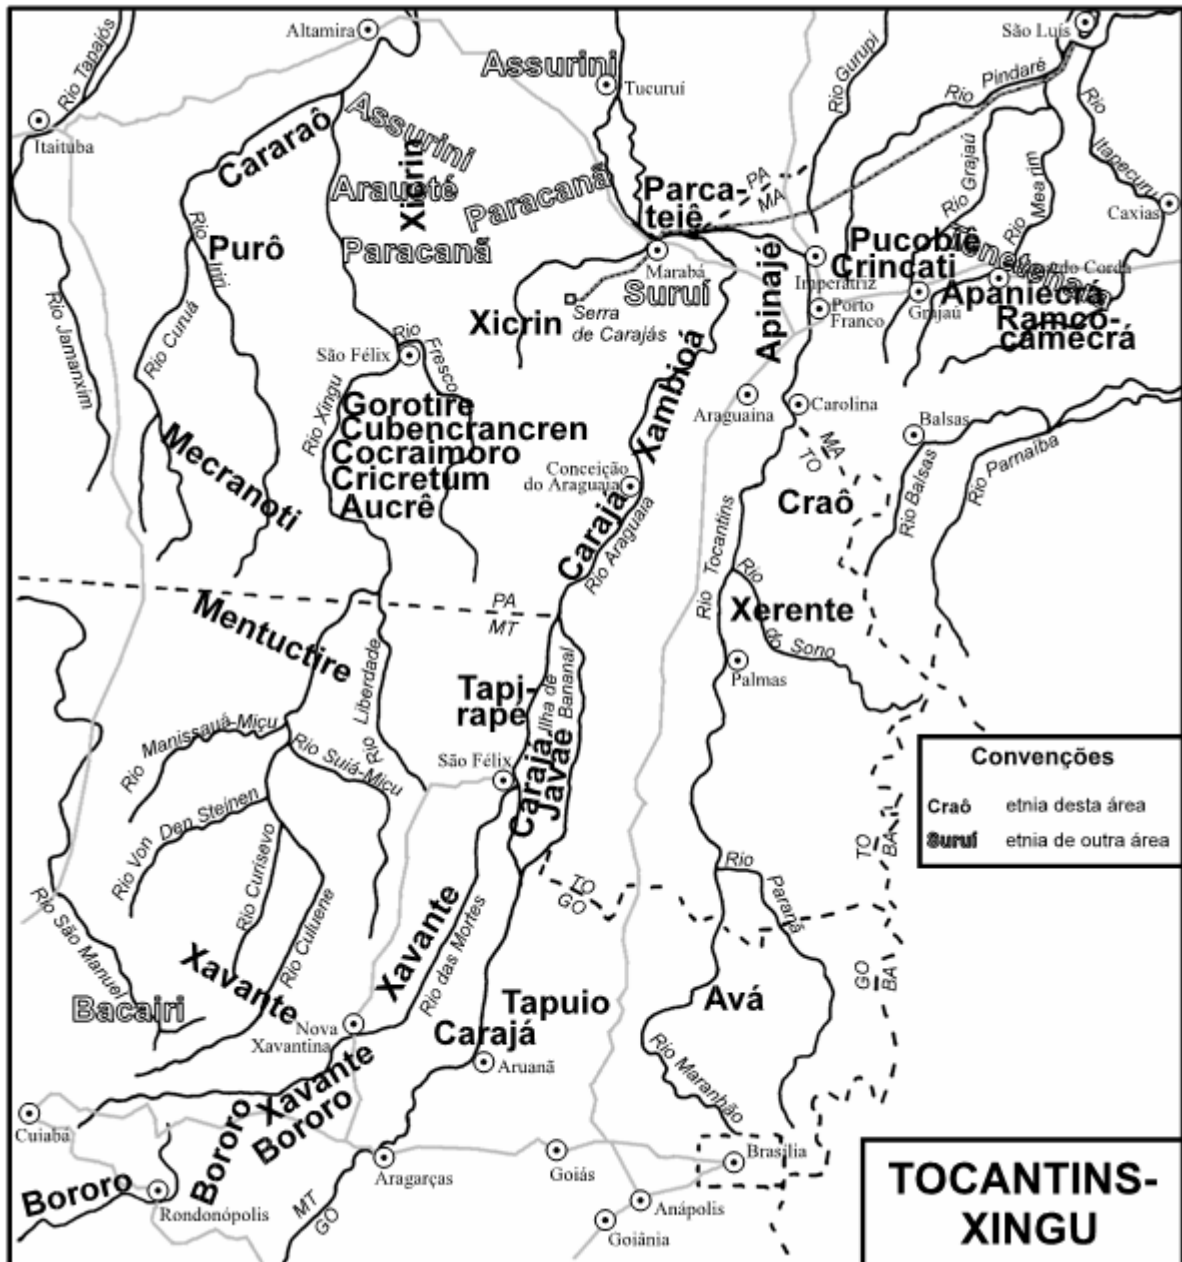 Altamira
São Luís
Rio Tapajós
Assurini
Tucuruí
Rio Gurupi
Rio Pindaré
Itaituba
Cararaô
Assurini
Araueté
Xicrin
Paracanã
Paracanã
Parca-
teiê
PA
MA
Rio Grajaú
Rio Mearim
Rio Itapecuru
Caxias
Rio Iriri
Purô
Marabá
Suruí
Serra
de Carajás
Xicrin
Apinajé
Imperatriz
Pucobiê
Crincati
Tenetehara
Porto
Franco
Grajaú
Apaniecrá
Ramco-
camecrá
Rio Jamanxim
Rio Curuá
São Félix
Rio Fresco
Rio Xingu
Gorotire
Cubencrancren
Cocraimoro
Cricretum
Aucrê
Mecranoti
Xambioá
Araguaina
Carolina
MA
TO
Balsas
Rio Balsas
Rio Parnaíba
Conceição
do Araguaia
Carajá
Rio Araguaia
Craô
Rio Tocantins
PA
MT
Mentuctire
Rio Liberdade
Rio do Sono
Xerente
Palmas
Tapi-
rapé
Ilha de
Bananal
Rio Manissauá-Miçu
Rio Suiá-Miçu
São Félix
Carajá
Javaé
Rio Von Den Steinen
Rio Curisevo
Rio Culuene
Rio São Manuel
Bacairi
Xavante
Xavante
Rio das Mortes
Nova
Xavantina
TO
GO
Rio Paranã
TO
BA
GO
BA
Tapuio
Avá
Carajá
Aruanã
Rio Maranhão
Xavante
Bororo
Bororo
Bororo
Cuiabá
Rondonópolis
Aragarças
MT
GO
Goiás
Brasília
Anápolis
Goiânia
Convenções
Craô etnia desta área
Suruí etnia de outra área
TOCANTINS-
XINGU